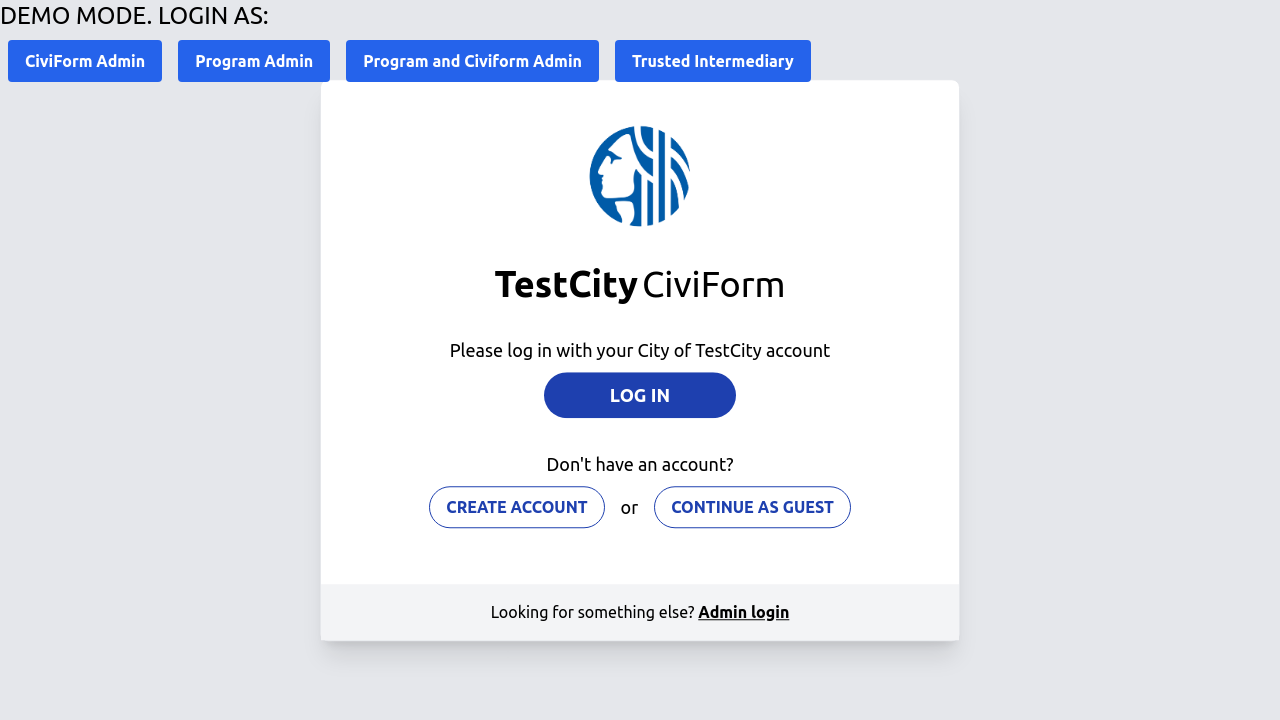 DEMO MODE. LOGIN AS:
CiviForm Admin Program Admin Program and Civiform Admin Trusted Intermediary
TestCity CiviForm
Please log in with your City of TestCity account
LOG IN
Don't have an account?
CREATE ACCOUNT or CONTINUE AS GUEST
Looking for something else? Admin login